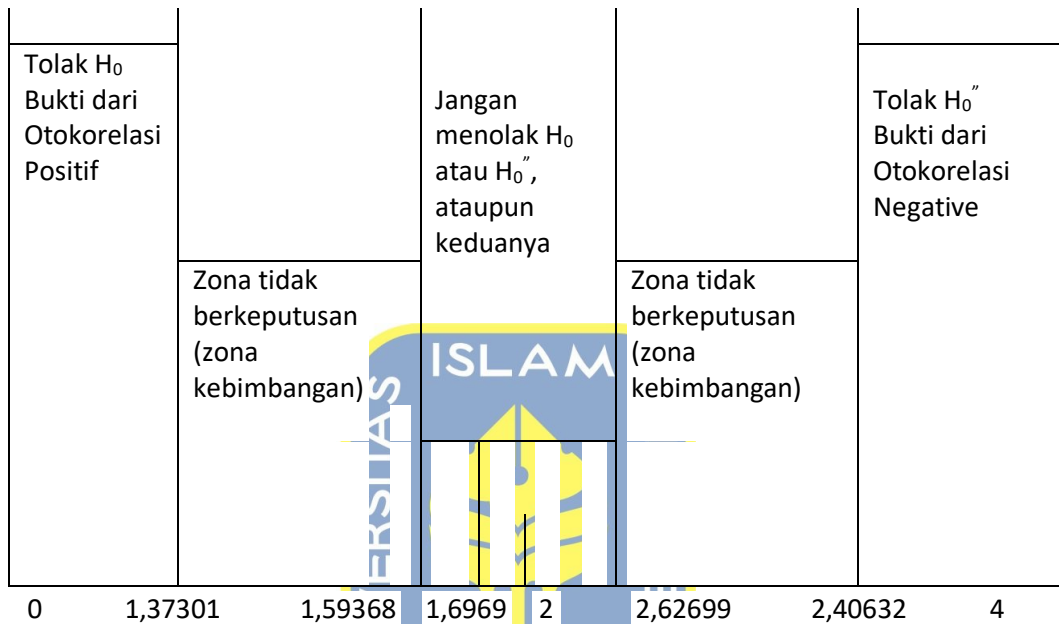 Tolak H₀
Bukti dari
Otokorelasi
Positif
Jangan
menolak H₀
atau H₀″,
ataupun
keduanya
Tolak H₀″
Bukti dari
Otokorelasi
Negative
Zona tidak
berkeputusan
(zona
kebimbangan)
Zona tidak
berkeputusan
(zona
kebimbangan)
ISLAM
0 1,37301 1,59368 1,6969 2 2,62699 2,40632 4